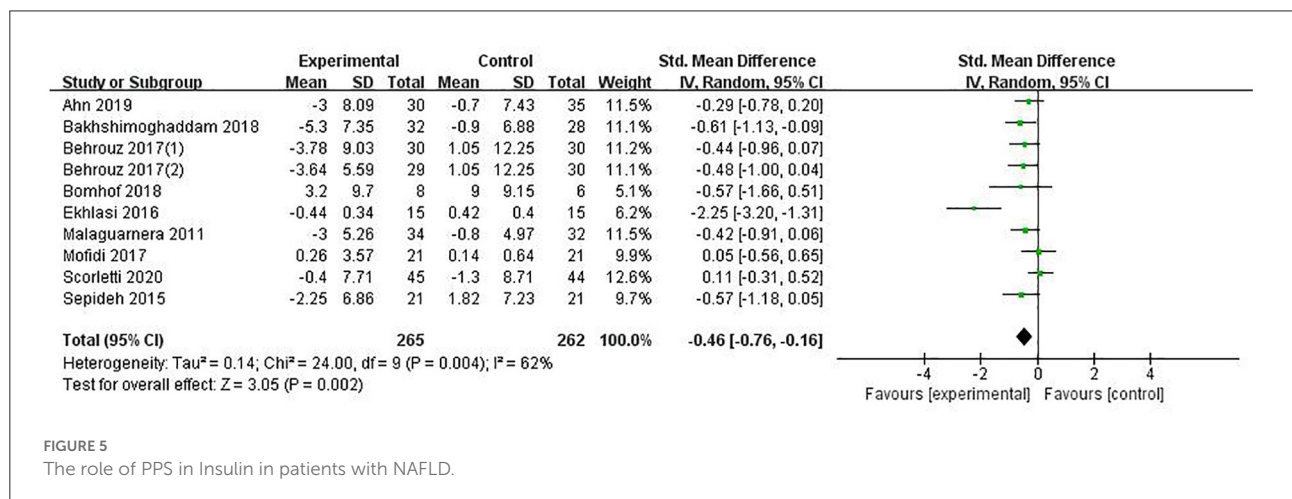 Experimental Control Std. Mean Difference Std. Mean Difference
Study or Subgroup Mean SD Total Mean SD Total Weight IV, Random, 95% CI IV, Random, 95% CI
Ahn 2019 -3 8.09 30 -0.7 7.43 35 11.5% -0.29 [-0.78, 0.20]
Bakhshimoghaddam 2018 -5.3 7.35 32 -0.9 6.88 28 11.1% -0.61 [-1.13, -0.09]
Behrouz 2017(1) -3.78 9.03 30 1.05 12.25 30 11.2% -0.44 [-0.96, 0.07]
Behrouz 2017(2) -3.64 5.59 29 1.05 12.25 30 11.1% -0.48 [-1.00, 0.04]
Bomhof 2018 3.2 9.7 8 9 9.15 6 5.1% -0.57 [-1.66, 0.51]
Ekhlasi 2016 -0.44 0.34 15 0.42 0.4 15 6.2% -2.25 [-3.20, -1.31]
Malaguarnera 2011 -3 5.26 34 -0.8 4.97 32 11.5% -0.42 [-0.91, 0.06]
Mofidi 2017 0.26 3.57 21 0.14 0.64 21 9.9% 0.05 [-0.56, 0.65]
Scorletti 2020 -0.4 7.71 45 -1.3 8.71 44 12.6% 0.11 [-0.31, 0.52]
Sepideh 2015 -2.25 6.86 21 1.82 7.23 21 9.7% -0.57 [-1.18, 0.05]
Total (95% CI) 265 262 100.0% -0.46 [-0.76, -0.16]
Heterogeneity: Tau² = 0.14; Chi² = 24.00, df = 9 (P = 0.004); I² = 62%
Test for overall effect: Z = 3.05 (P = 0.002)
-4 -2 0 2 4
Favours [experimental] Favours [control]
FIGURE 5
The role of PPS in Insulin in patients with NAFLD.